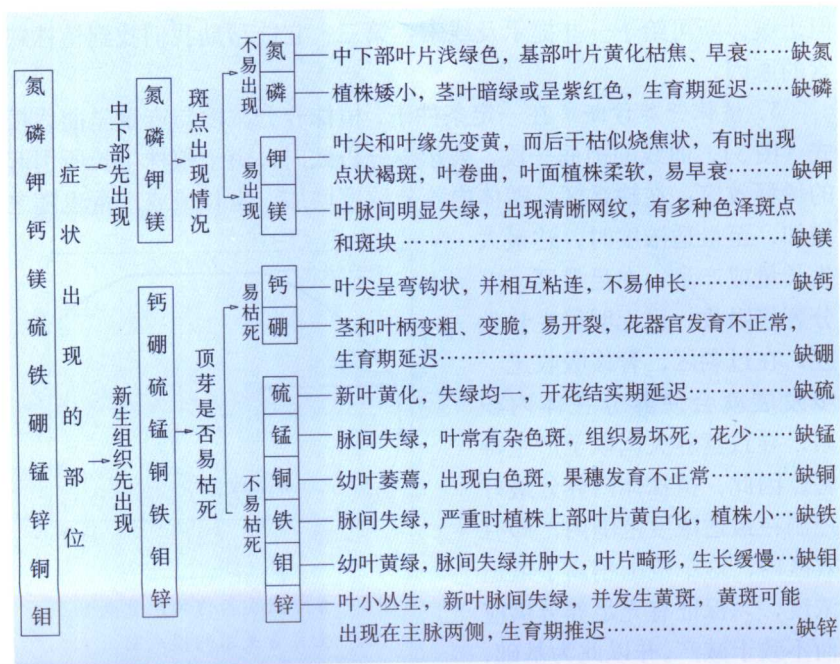 氮
磷
钾
钙
镁
硫
铁
硼
锰
锌
铜
钼
症状出现的部位
中下部先出现
氮
磷
钾
镁
斑点出现情况
不易出现
氮
磷
中下部叶片浅绿色，基部叶片黄化枯焦、早衰……缺氮
植株矮小，茎叶暗绿或呈紫红色，生育期延迟……缺磷
易出现
钾
镁
叶尖和叶缘先变黄，而后干枯似烧焦状，有时出现
点状褐斑，叶卷曲，叶面植株柔软，易早衰………缺钾
叶脉间明显失绿，出现清晰网纹，有多种色泽斑点
和斑块……………………………………………………缺镁
新生组织先出现
钙
硼
硫
锰
铜
铁
钼
锌
顶芽是否易枯死
易枯死
钙
硼
叶尖呈弯钩状，并相互粘连，不易伸长……………缺钙
茎和叶柄变粗、变脆，易开裂，花器官发育不正常，
生育期延迟………………………………………………缺硼
不易枯死
硫
锰
铜
铁
钼
锌
新叶黄化，失绿均一，开花结实期延迟……………缺硫
脉间失绿，叶常有杂色斑，组织易坏死，花少……缺锰
幼叶萎蔫，出现白色斑，果穗发育不正常…………缺铜
脉间失绿，严重时植株上部叶片黄白化，植株小…缺铁
幼叶黄绿，脉间失绿并肿大，叶片畸形，生长缓慢…缺钼
叶小丛生，新叶脉间失绿，并发生黄斑，黄斑可能
出现在主脉两侧，生育期推迟…………………………缺锌